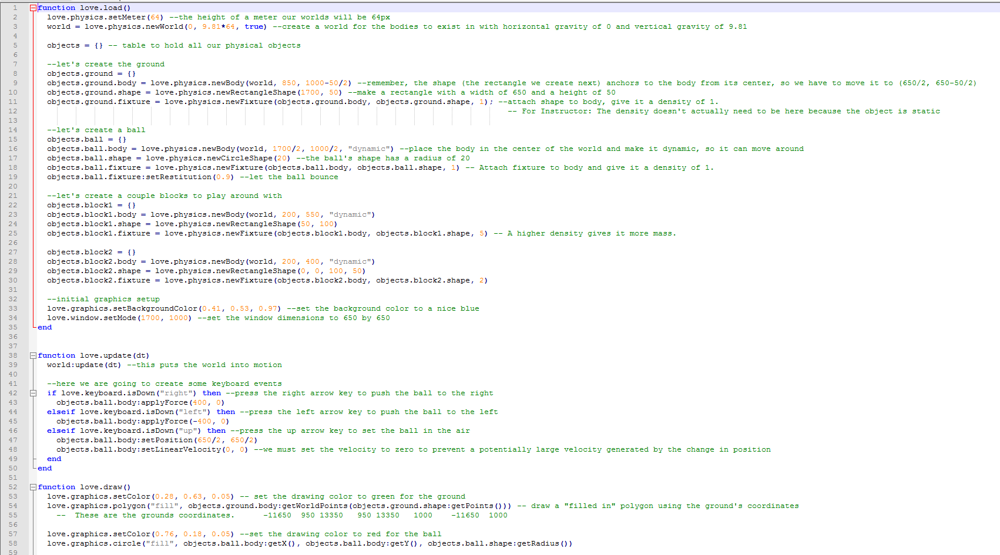 1 function love.load()
2 love.physics.setMeter(64) --the height of a meter our worlds will be 64px
3 world = love.physics.newWorld(0, 9.81*64, true) --create a world for the bodies to exist in with horizontal gravity of 0 and vertical gravity of 9.81
4
5 objects = {} -- table to hold all our physical objects
6
7 --let's create the ground
8 objects.ground = {}
9 objects.ground.body = love.physics.newBody(world, 850, 1000-50/2) --remember, the shape (the rectangle we create next) anchors to the body from its center, so we have to move it to (650/2, 650-50/2)
10 objects.ground.shape = love.physics.newRectangleShape(1700, 50) --make a rectangle with a width of 650 and a height of 50
11 objects.ground.fixture = love.physics.newFixture(objects.ground.body, objects.ground.shape, 1); --attach shape to body, give it a density of 1.
12 -- For Instructor: The density doesn't actually need to be here because the object is static
13
14 --let's create a ball
15 objects.ball = {}
16 objects.ball.body = love.physics.newBody(world, 1700/2, 1000/2, "dynamic") --place the body in the center of the world and make it dynamic, so it can move around
17 objects.ball.shape = love.physics.newCircleShape(20) --the ball's shape has a radius of 20
18 objects.ball.fixture = love.physics.newFixture(objects.ball.body, objects.ball.shape, 1) -- Attach fixture to body and give it a density of 1.
19 objects.ball.fixture:setRestitution(0.9) --let the ball bounce
20
21 --let's create a couple blocks to play around with
22 objects.block1 = {}
23 objects.block1.body = love.physics.newBody(world, 200, 550, "dynamic")
24 objects.block1.shape = love.physics.newRectangleShape(50, 100)
25 objects.block1.fixture = love.physics.newFixture(objects.block1.body, objects.block1.shape, 5) -- A higher density gives it more mass.
26
27 objects.block2 = {}
28 objects.block2.body = love.physics.newBody(world, 200, 400, "dynamic")
29 objects.block2.shape = love.physics.newRectangleShape(0, 0, 100, 50)
30 objects.block2.fixture = love.physics.newFixture(objects.block2.body, objects.block2.shape, 2)
31
32 --initial graphics setup
33 love.graphics.setBackgroundColor(0.41, 0.53, 0.97) --set the background color to a nice blue
34 love.window.setMode(1700, 1000) --set the window dimensions to 650 by 650
35 end
36
37
38 function love.update(dt)
39 world:update(dt) --this puts the world into motion
40
41 --here we are going to create some keyboard events
42 if love.keyboard.isDown("right") then --press the right arrow key to push the ball to the right
43 objects.ball.body:applyForce(400, 0)
44 elseif love.keyboard.isDown("left") then --press the left arrow key to push the ball to the left
45 objects.ball.body:applyForce(-400, 0)
46 elseif love.keyboard.isDown("up") then --press the up arrow key to set the ball in the air
47 objects.ball.body:setPosition(650/2, 650/2)
48 objects.ball.body:setLinearVelocity(0, 0) --we must set the velocity to zero to prevent a potentially large velocity generated by the change in position
49 end
50 end
51
52 function love.draw()
53 love.graphics.setColor(0.28, 0.63, 0.05) -- set the drawing color to green for the ground
54 love.graphics.polygon("fill", objects.ground.body:getWorldPoints(objects.ground.shape:getPoints())) -- draw a "filled in" polygon using the ground's coordinates
55 -- These are the grounds coordinates. -11650 950 13350 950 13350 1000 -11650 1000
56
57 love.graphics.setColor(0.76, 0.18, 0.05) --set the drawing color to red for the ball
58 love.graphics.circle("fill", objects.ball.body:getX(), objects.ball.body:getY(), objects.ball.shape:getRadius())
59